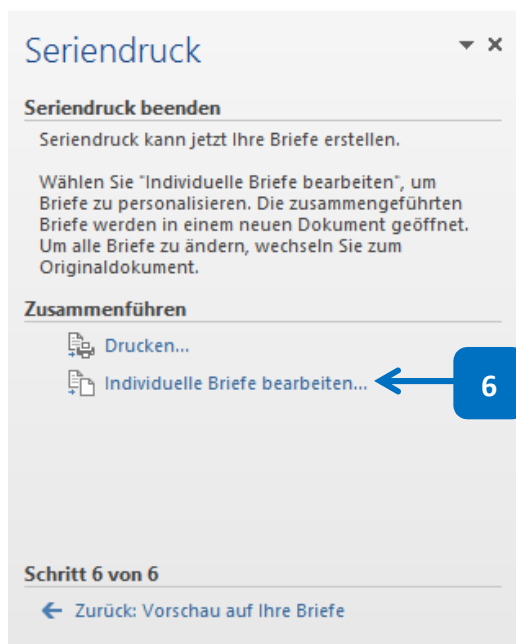 Seriendruck
Seriendruck beenden
Seriendruck kann jetzt Ihre Briefe erstellen.
Wählen Sie "Individuelle Briefe bearbeiten", um
Briefe zu personalisieren. Die zusammengeführten
Briefe werden in einem neuen Dokument geöffnet.
Um alle Briefe zu ändern, wechseln Sie zum
Originaldokument.
Zusammenführen
Drucken...
Individuelle Briefe bearbeiten...
6
Schritt 6 von 6
Zurück: Vorschau auf Ihre Briefe